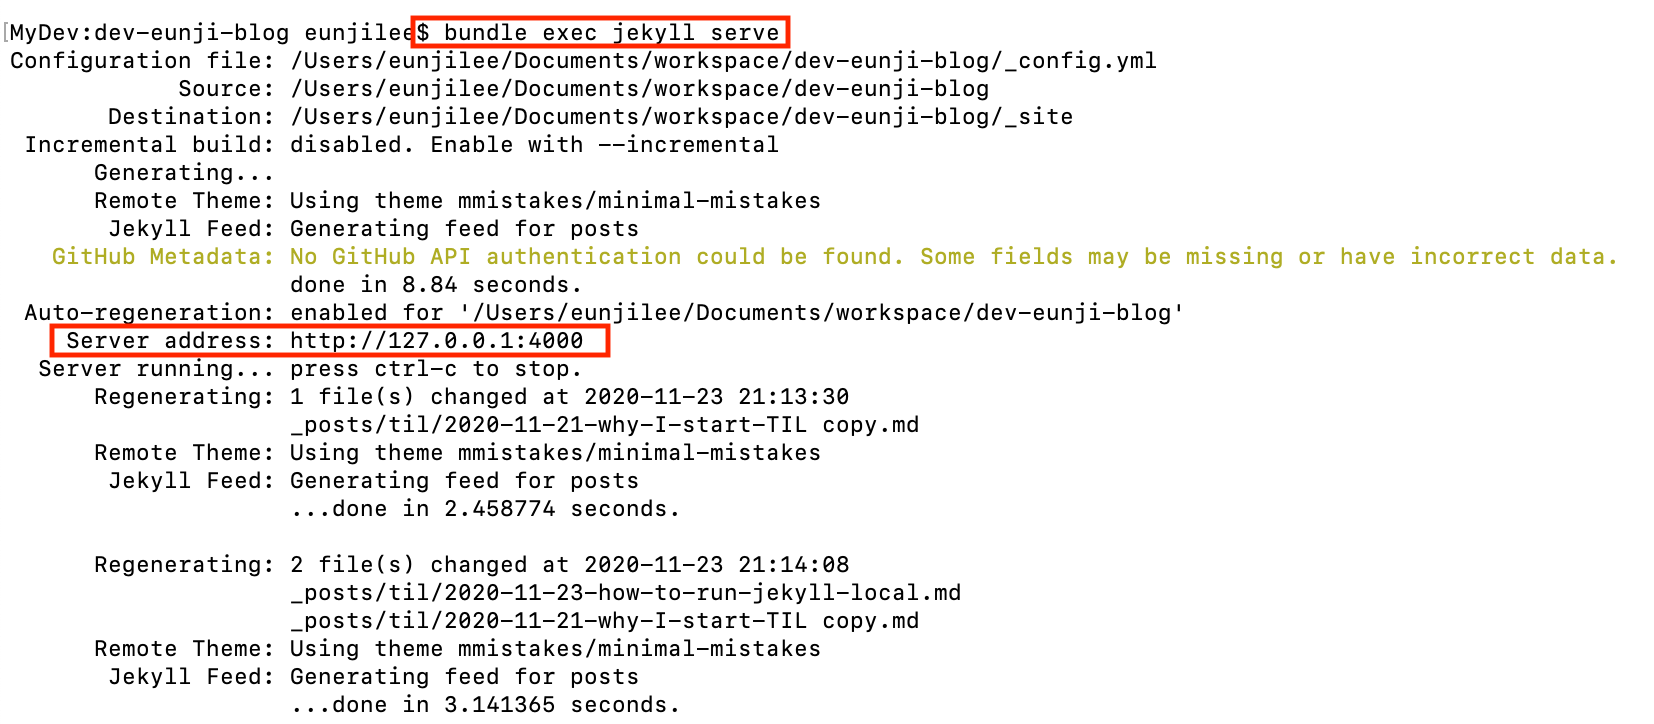 [MyDev:dev-eunji-blog eunjilee$ bundle exec jekyll serve
Configuration file: /Users/eunjilee/Documents/workspace/dev-eunji-blog/_config.yml
Source: /Users/eunjilee/Documents/workspace/dev-eunji-blog
Destination: /Users/eunjilee/Documents/workspace/dev-eunji-blog/_site
Incremental build: disabled. Enable with --incremental
Generating...
Remote Theme: Using theme mmistakes/minimal-mistakes
Jekyll Feed: Generating feed for posts
GitHub Metadata: No GitHub API authentication could be found. Some fields may be missing or have incorrect data.
done in 8.84 seconds.
Auto-regeneration: enabled for '/Users/eunjilee/Documents/workspace/dev-eunji-blog'
Server address: http://127.0.0.1:4000
Server running... press ctrl-c to stop.
Regenerating: 1 file(s) changed at 2020-11-23 21:13:30
_posts/til/2020-11-21-why-I-start-TIL copy.md
Remote Theme: Using theme mmistakes/minimal-mistakes
Jekyll Feed: Generating feed for posts
...done in 2.458774 seconds.
Regenerating: 2 file(s) changed at 2020-11-23 21:14:08
_posts/til/2020-11-23-how-to-run-jekyll-local.md
_posts/til/2020-11-21-why-I-start-TIL copy.md
Remote Theme: Using theme mmistakes/minimal-mistakes
Jekyll Feed: Generating feed for posts
...done in 3.141365 seconds.